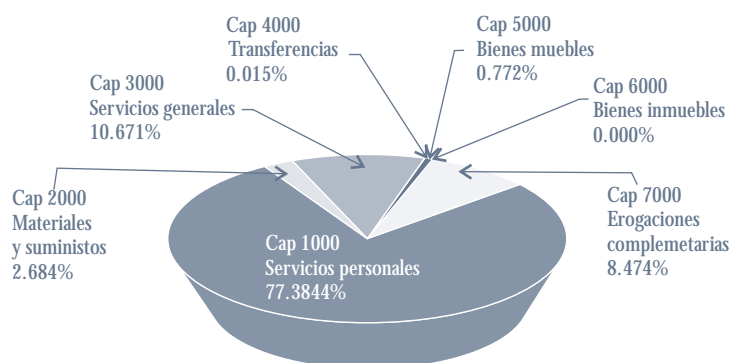 Cap 4000
Transferencias
0.015%
Cap 5000
Bienes muebles
0.772%
Cap 3000
Servicios generales
10.671%
Cap 6000
Bienes inmuebles
0.000%
Cap 2000
Materiales
y suministos
2.684%
Cap 7000
Erogaciones
complemetarias
8.474%
Cap 1000
Servicios personales
77.3844%